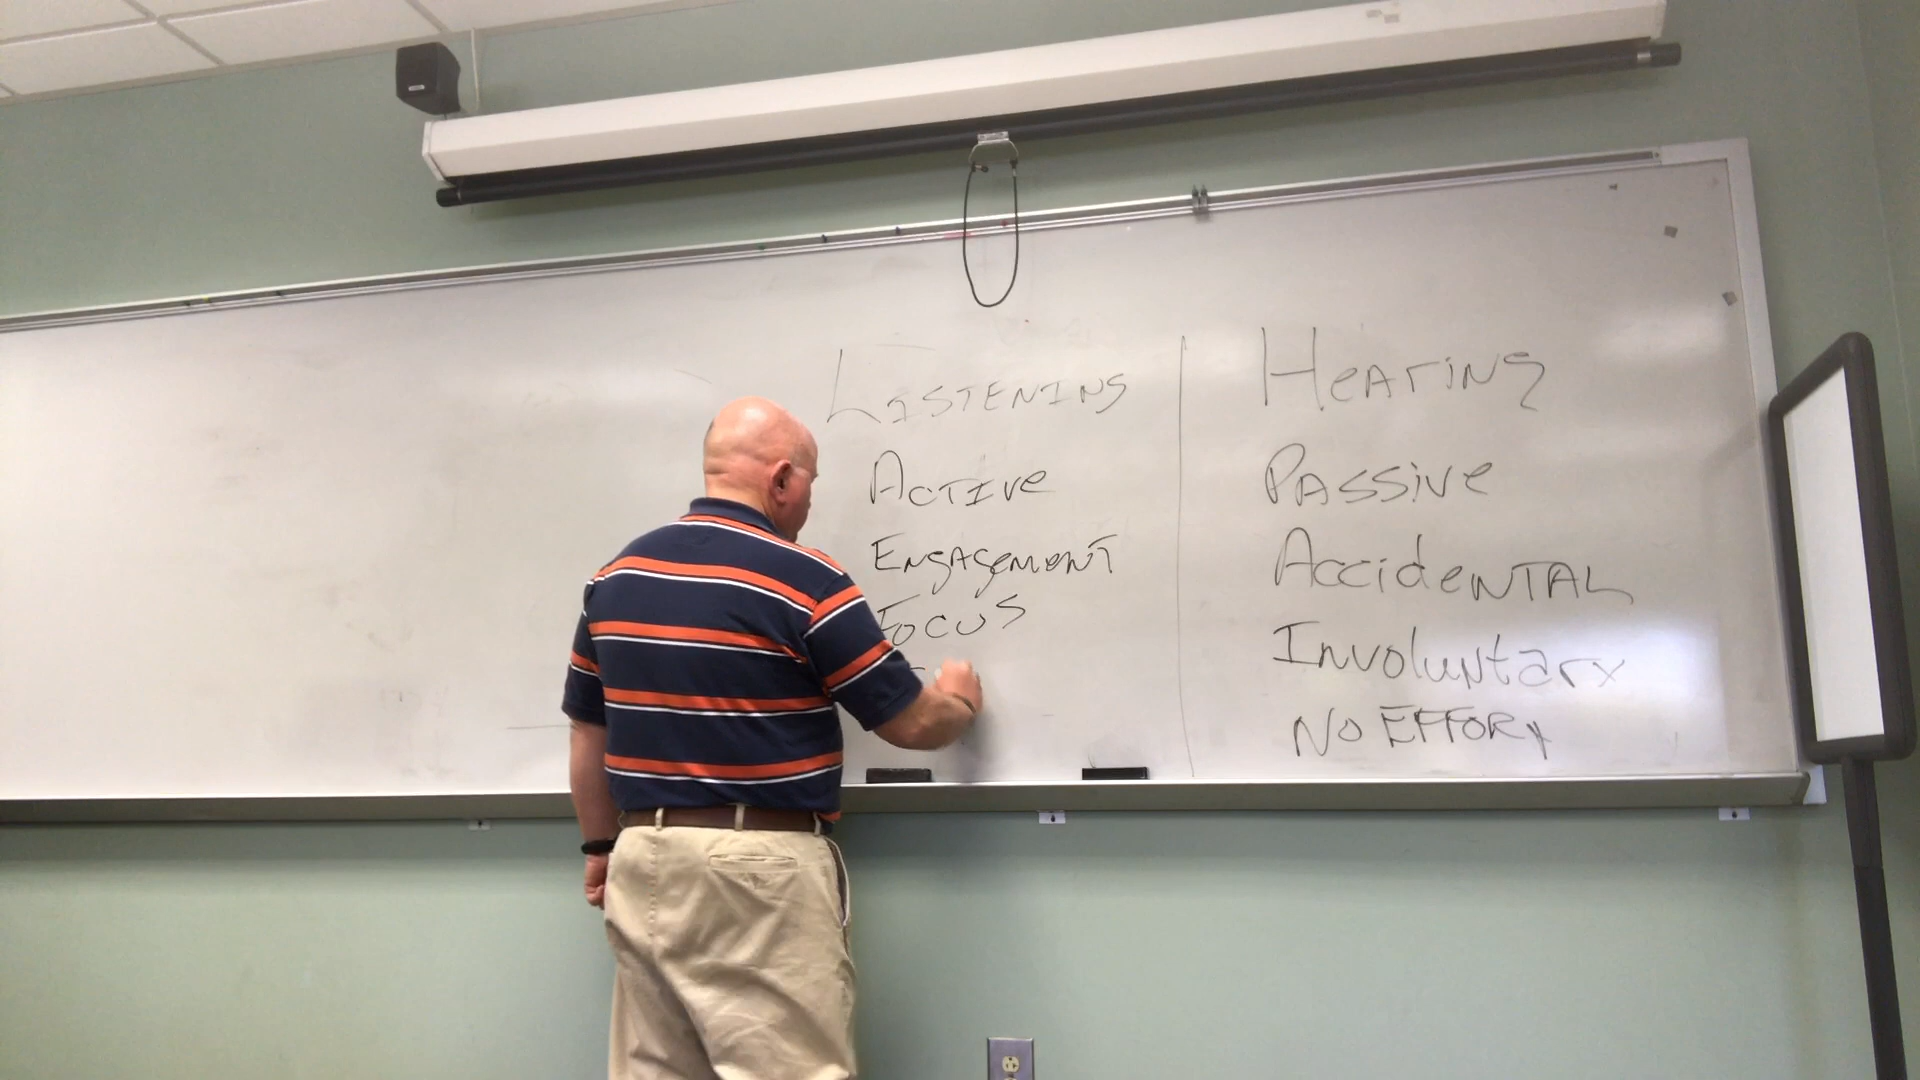 LISTENING
ACTIVE
ENgAgemeNT
FOCUS
HeAriNg
PAssive
AccideNTAL
INvoluntary
NO EFFORT